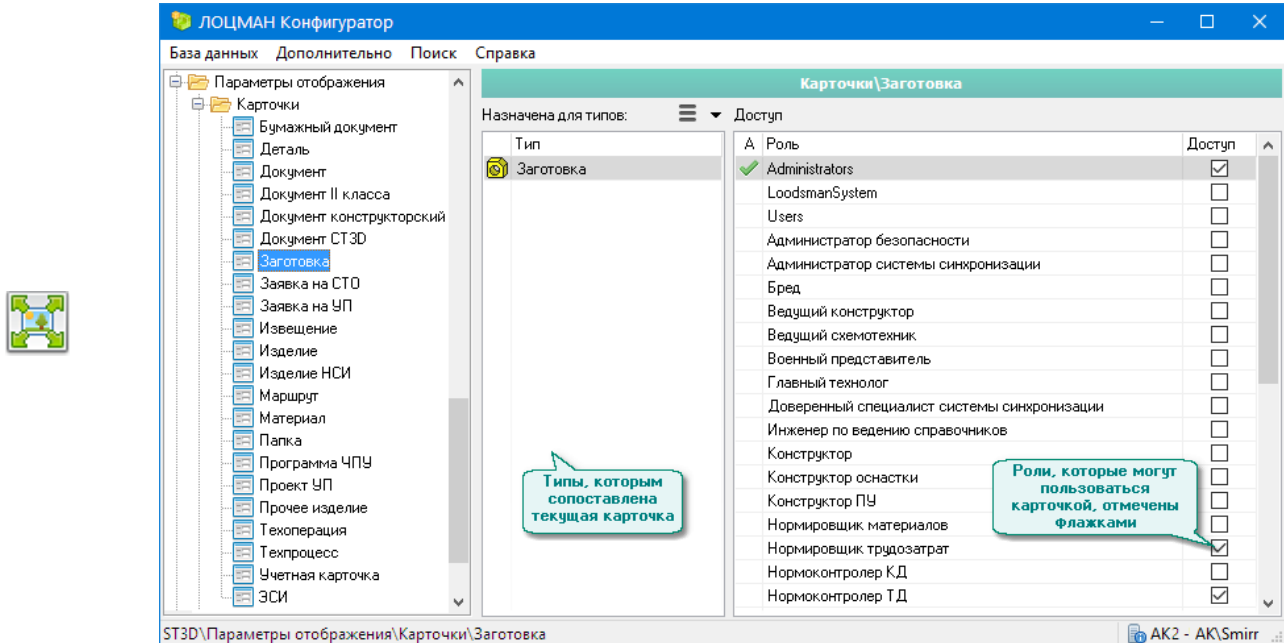 ЛОЦМАН Конфигуратор
База данных Дополнительно Поиск Справка
Параметры отображения
Карточки
Бумажный документ
Деталь
Документ
Документ II класса
Документ конструкторский
Документ СТ3D
Заготовка
Заявка на СТО
Заявка на УП
Извещение
Изделие
Изделие НСИ
Маршрут
Материал
Папка
Программа ЧПУ
Проект УП
Прочее изделие
Техоперация
Техпроцесс
Учетная карточка
ЭСИ
Карточки\Заготовка
Назначена для типов:
Тип
Заготовка
Типы, которым
сопоставлена
текущая карточка
Доступ
А Роль Доступ
Administrators
LoodsmanSystem
Users
Администратор безопасности
Администратор системы синхронизации
Бред
Ведущий конструктор
Ведущий схемотехник
Военный представитель
Главный технолог
Доверенный специалист системы синхронизации
Инженер по ведению справочников
Конструктор
Конструктор оснастки
Конструктор ПУ
Нормировщик материалов
Нормировщик трудозатрат
Нормоконтролер КД
Нормоконтролер ТД
Роли, которые могут
пользоваться
карточкой, отмечены
флажками
ST3D\Параметры отображения\Карточки\Заготовка
AK2 - AK\Smirr